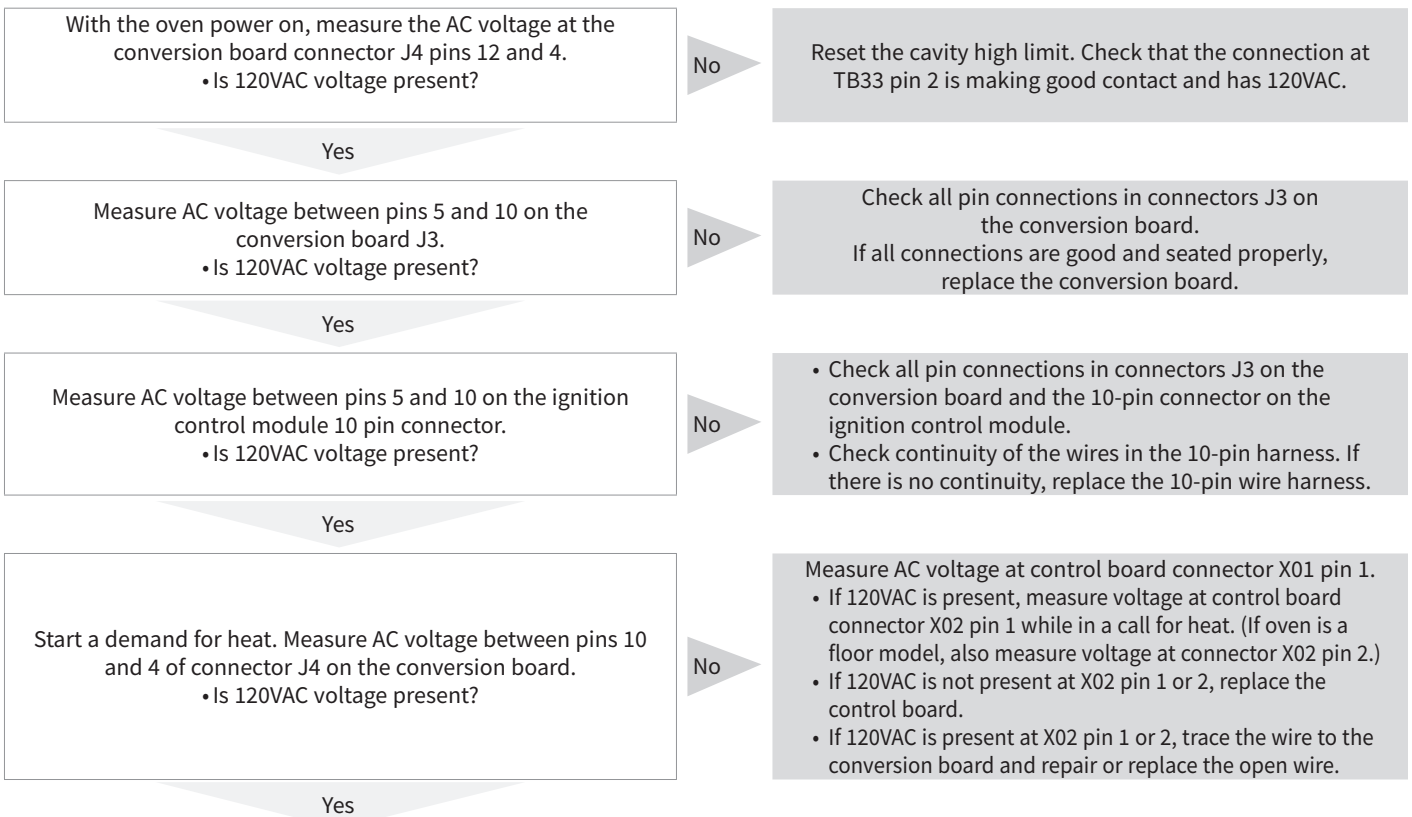 With the oven power on, measure the AC voltage at the
conversion board connector J4 pins 12 and 4.
• Is 120VAC voltage present?
No
Reset the cavity high limit. Check that the connection at
TB33 pin 2 is making good contact and has 120VAC.
Yes
Measure AC voltage between pins 5 and 10 on the
conversion board J3.
• Is 120VAC voltage present?
No
Check all pin connections in connectors J3 on
the conversion board.
If all connections are good and seated properly,
replace the conversion board.
Yes
Measure AC voltage between pins 5 and 10 on the ignition
control module 10 pin connector.
• Is 120VAC voltage present?
No
• Check all pin connections in connectors J3 on the
conversion board and the 10-pin connector on the
ignition control module.
• Check continuity of the wires in the 10-pin harness. If
there is no continuity, replace the 10-pin wire harness.
Yes
Start a demand for heat. Measure AC voltage between pins 10
and 4 of connector J4 on the conversion board.
• Is 120VAC voltage present?
No
Measure AC voltage at control board connector X01 pin 1.
• If 120VAC is present, measure voltage at control board
connector X02 pin 1 while in a call for heat. (If oven is a
floor model, also measure voltage at connector X02 pin 2.)
• If 120VAC is not present at X02 pin 1 or 2, replace the
control board.
• If 120VAC is present at X02 pin 1 or 2, trace the wire to the
conversion board and repair or replace the open wire.
Yes